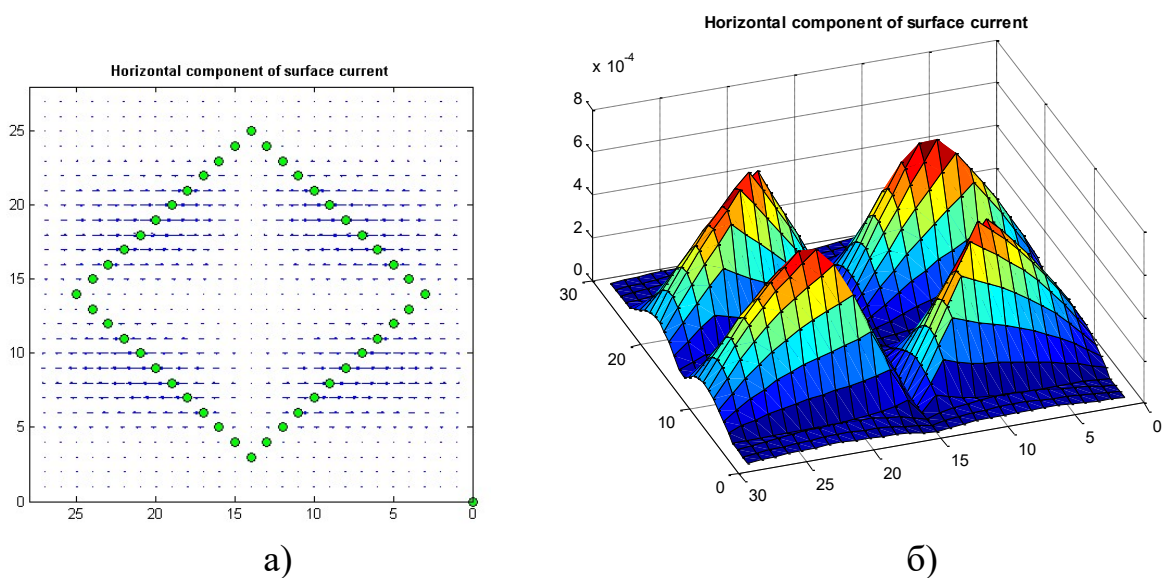 Horizontal component of surface current
25
20
15
10
5
0
25 20 15 10 5 0
а)
Horizontal component of surface current
x 10⁻⁴
8
6
4
2
0
30
20
10
0
30 25 20 15 10 5 0
б)